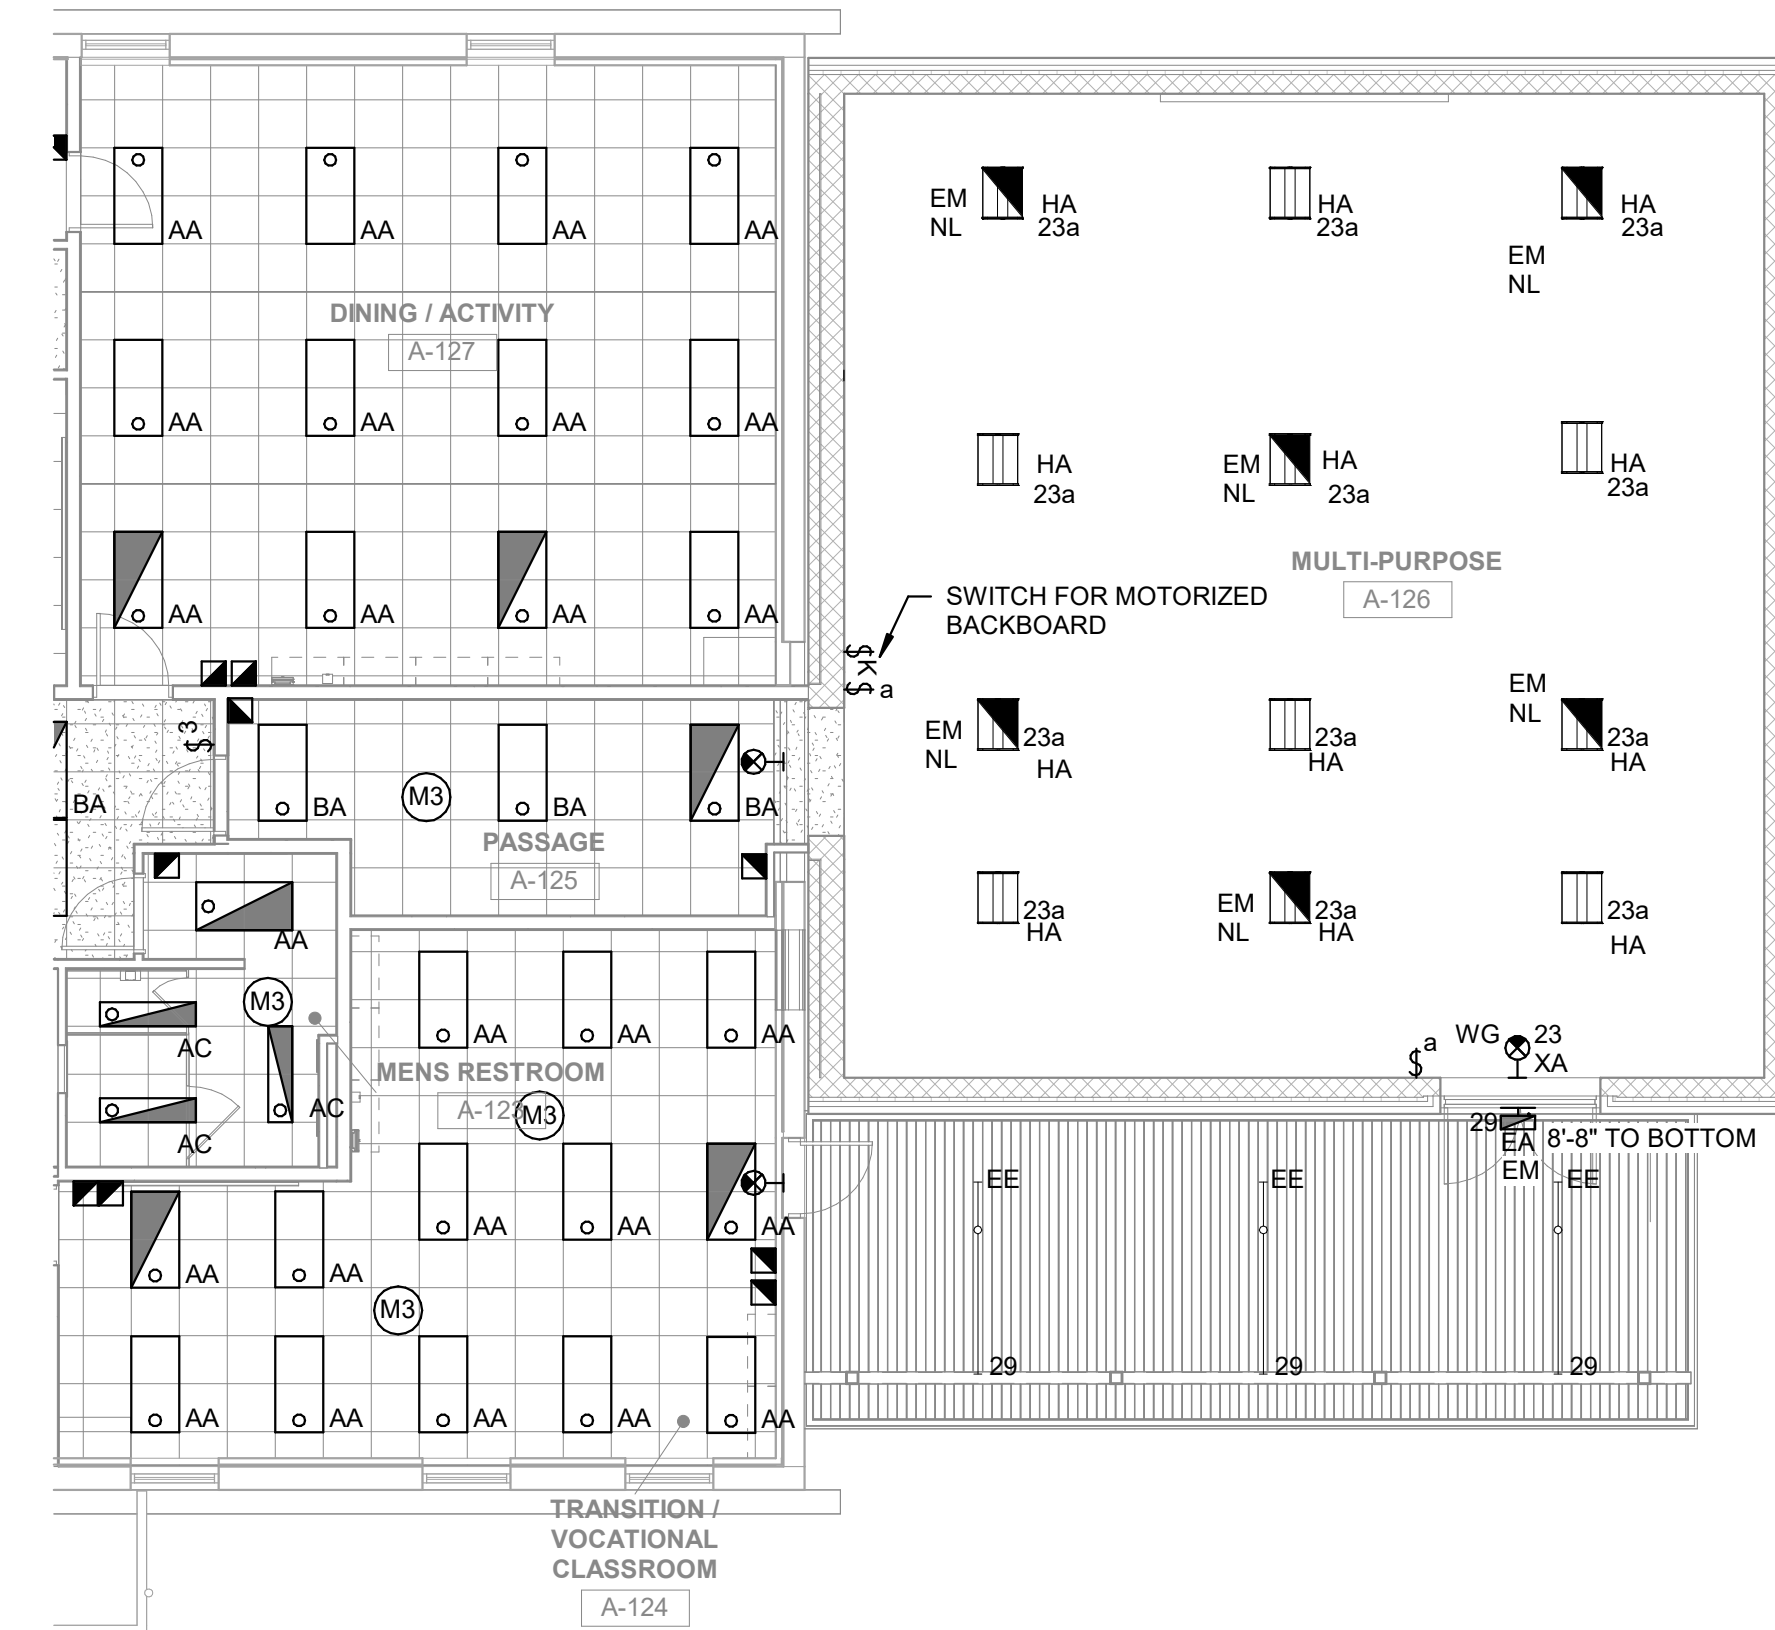 AA
AA
AA
AA
DINING / ACTIVITY
A-127
AA
AA
AA
AA
AA
AA
AA
AA
EM
NL
HA
23a
HA
23a
HA
23a
EM
NL
HA
23a
EM
NL
HA
23a
HA
23a
MULTI-PURPOSE
A-126
SWITCH FOR MOTORIZED
BACKBOARD
$K
$ a
EM
NL
23a
HA
23a
HA
EM
NL
23a
HA
23a
HA
EM
NL
23a
HA
23a
HA
$ a
WG
23
XA
$ 3
BA
BA
M3
BA
BA
PASSAGE
A-125
AA
M3
AC
AC
AC
MENS RESTROOM
A-123
M3
AA
AA
AA
AA
AA
AA
AA
AA
M3
AA
AA
AA
AA
AA
TRANSITION /
VOCATIONAL
CLASSROOM
A-124
29
EA
EM
8'-8" TO BOTTOM
EE
EE
EE
29
29
29